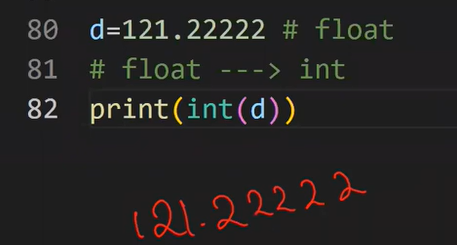 80 d=121.22222 # float
81 # float ---> int
82 print(int(d))
121.22222